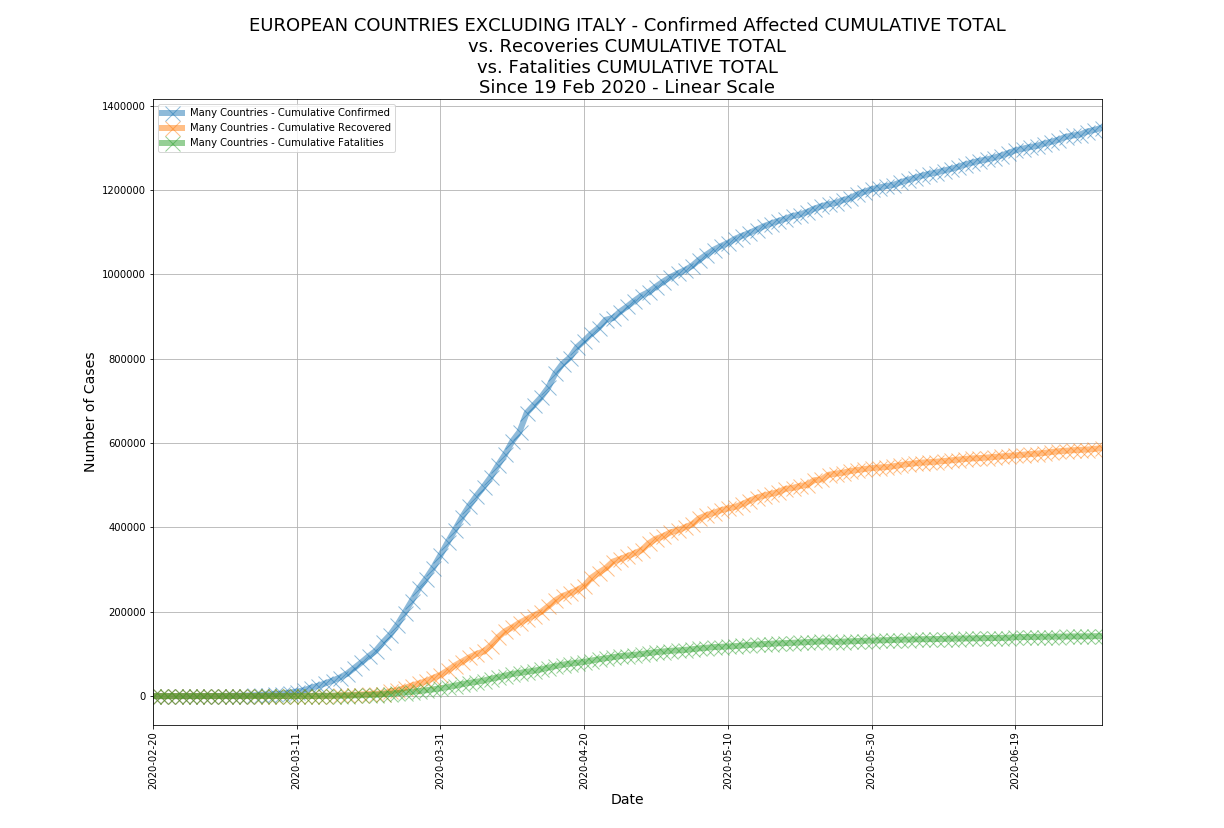 EUROPEAN COUNTRIES EXCLUDING ITALY - Confirmed Affected CUMULATIVE TOTAL
vs. Recoveries CUMULATIVE TOTAL
vs. Fatalities CUMULATIVE TOTAL
Since 19 Feb 2020 - Linear Scale
Many Countries - Cumulative Confirmed
Many Countries - Cumulative Recovered
Many Countries - Cumulative Fatalities
1400000
1200000
1000000
800000
600000
400000
200000
0
Number of Cases
2020-02-20
2020-03-11
2020-03-31
2020-04-20
2020-05-10
2020-05-30
2020-06-19
Date